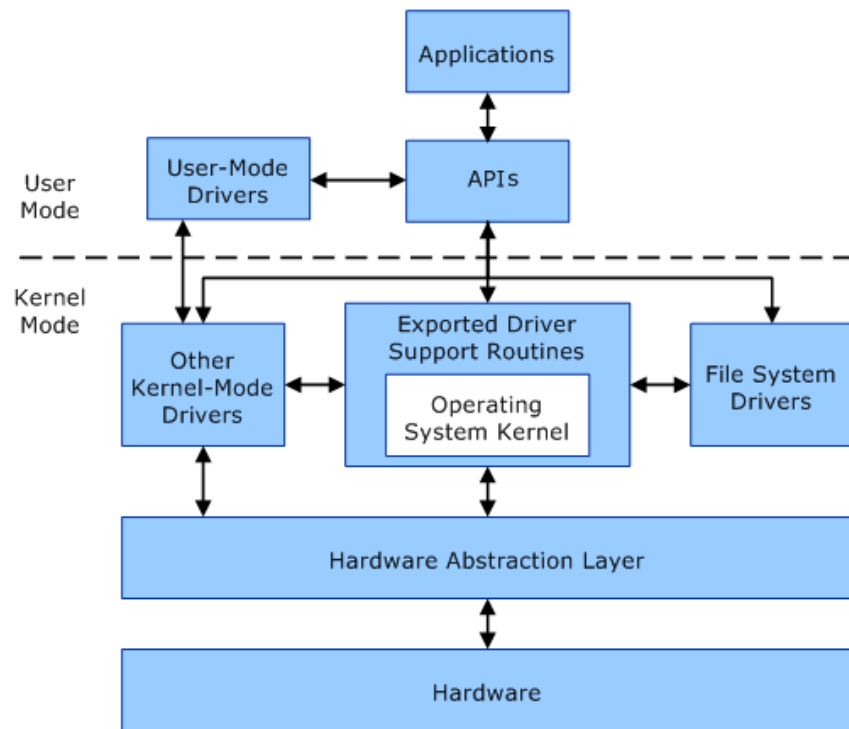 Applications
User-Mode
Drivers
APIs
User
Mode
Kernel
Mode
Exported Driver
Support Routines
Other
Kernel-Mode
Drivers
Operating
System Kernel
File System
Drivers
Hardware Abstraction Layer
Hardware